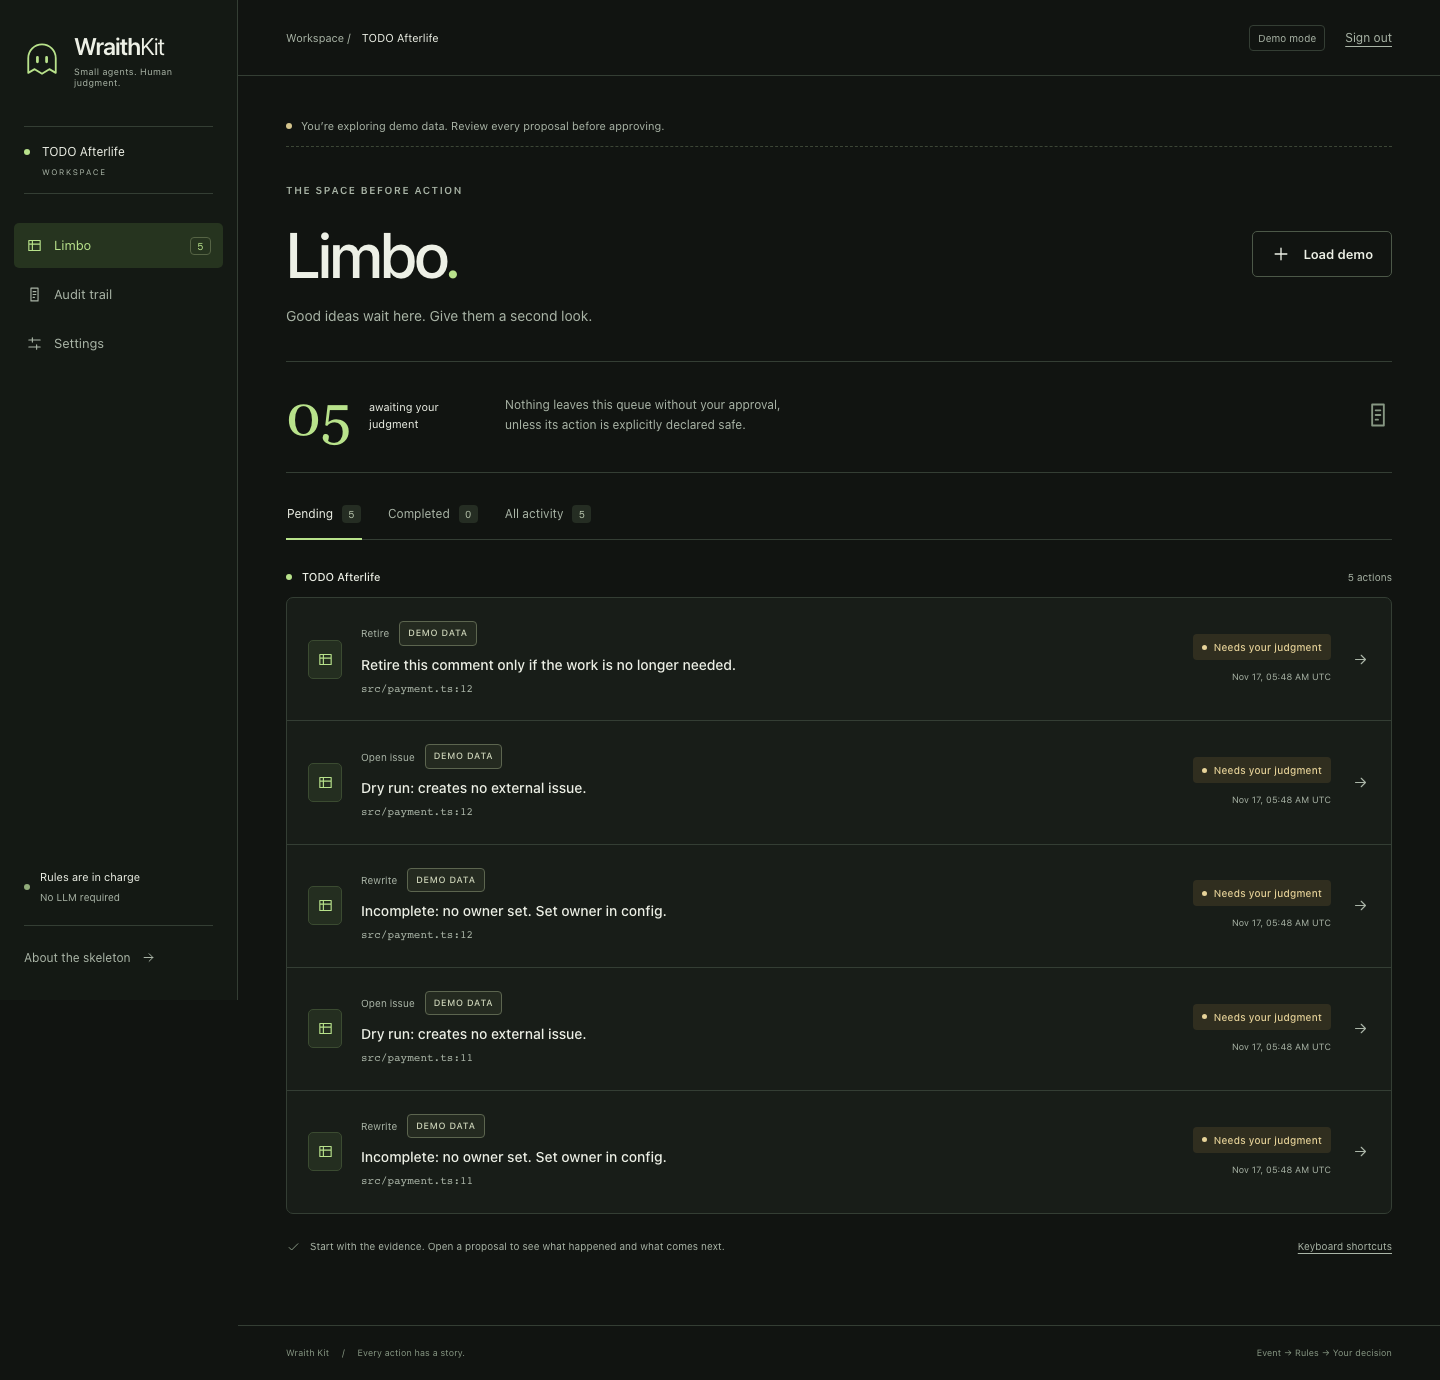 WraithKit
Small agents. Human
judgment.
TODO Afterlife
WORKSPACE
Limbo 5
Audit trail
Settings
Rules are in charge
No LLM required
About the skeleton →
Workspace / TODO Afterlife
Demo mode Sign out
You’re exploring demo data. Review every proposal before approving.
THE SPACE BEFORE ACTION
Limbo.
+ Load demo
Good ideas wait here. Give them a second look.
05 awaiting your
judgment
Nothing leaves this queue without your approval,
unless its action is explicitly declared safe.
Pending 5 Completed 0 All activity 5
TODO Afterlife 5 actions
Retire DEMO DATA
Retire this comment only if the work is no longer needed.
src/payment.ts:12
Needs your judgment
Nov 17, 05:48 AM UTC
Open issue DEMO DATA
Dry run: creates no external issue.
src/payment.ts:12
Needs your judgment
Nov 17, 05:48 AM UTC
Rewrite DEMO DATA
Incomplete: no owner set. Set owner in config.
src/payment.ts:12
Needs your judgment
Nov 17, 05:48 AM UTC
Open issue DEMO DATA
Dry run: creates no external issue.
src/payment.ts:11
Needs your judgment
Nov 17, 05:48 AM UTC
Rewrite DEMO DATA
Incomplete: no owner set. Set owner in config.
src/payment.ts:11
Needs your judgment
Nov 17, 05:48 AM UTC
Start with the evidence. Open a proposal to see what happened and what comes next.
Keyboard shortcuts
Wraith Kit / Every action has a story.
Event → Rules → Your decision